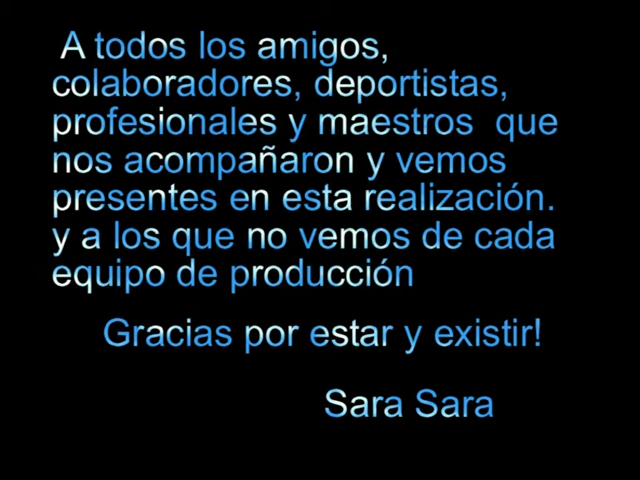 A todos los amigos,
colaboradores, deportistas,
profesionales y maestros que
nos acompañaron y vemos
presentes en esta realización.
y a los que no vemos de cada
equipo de producción
Gracias por estar y existir!
Sara Sara